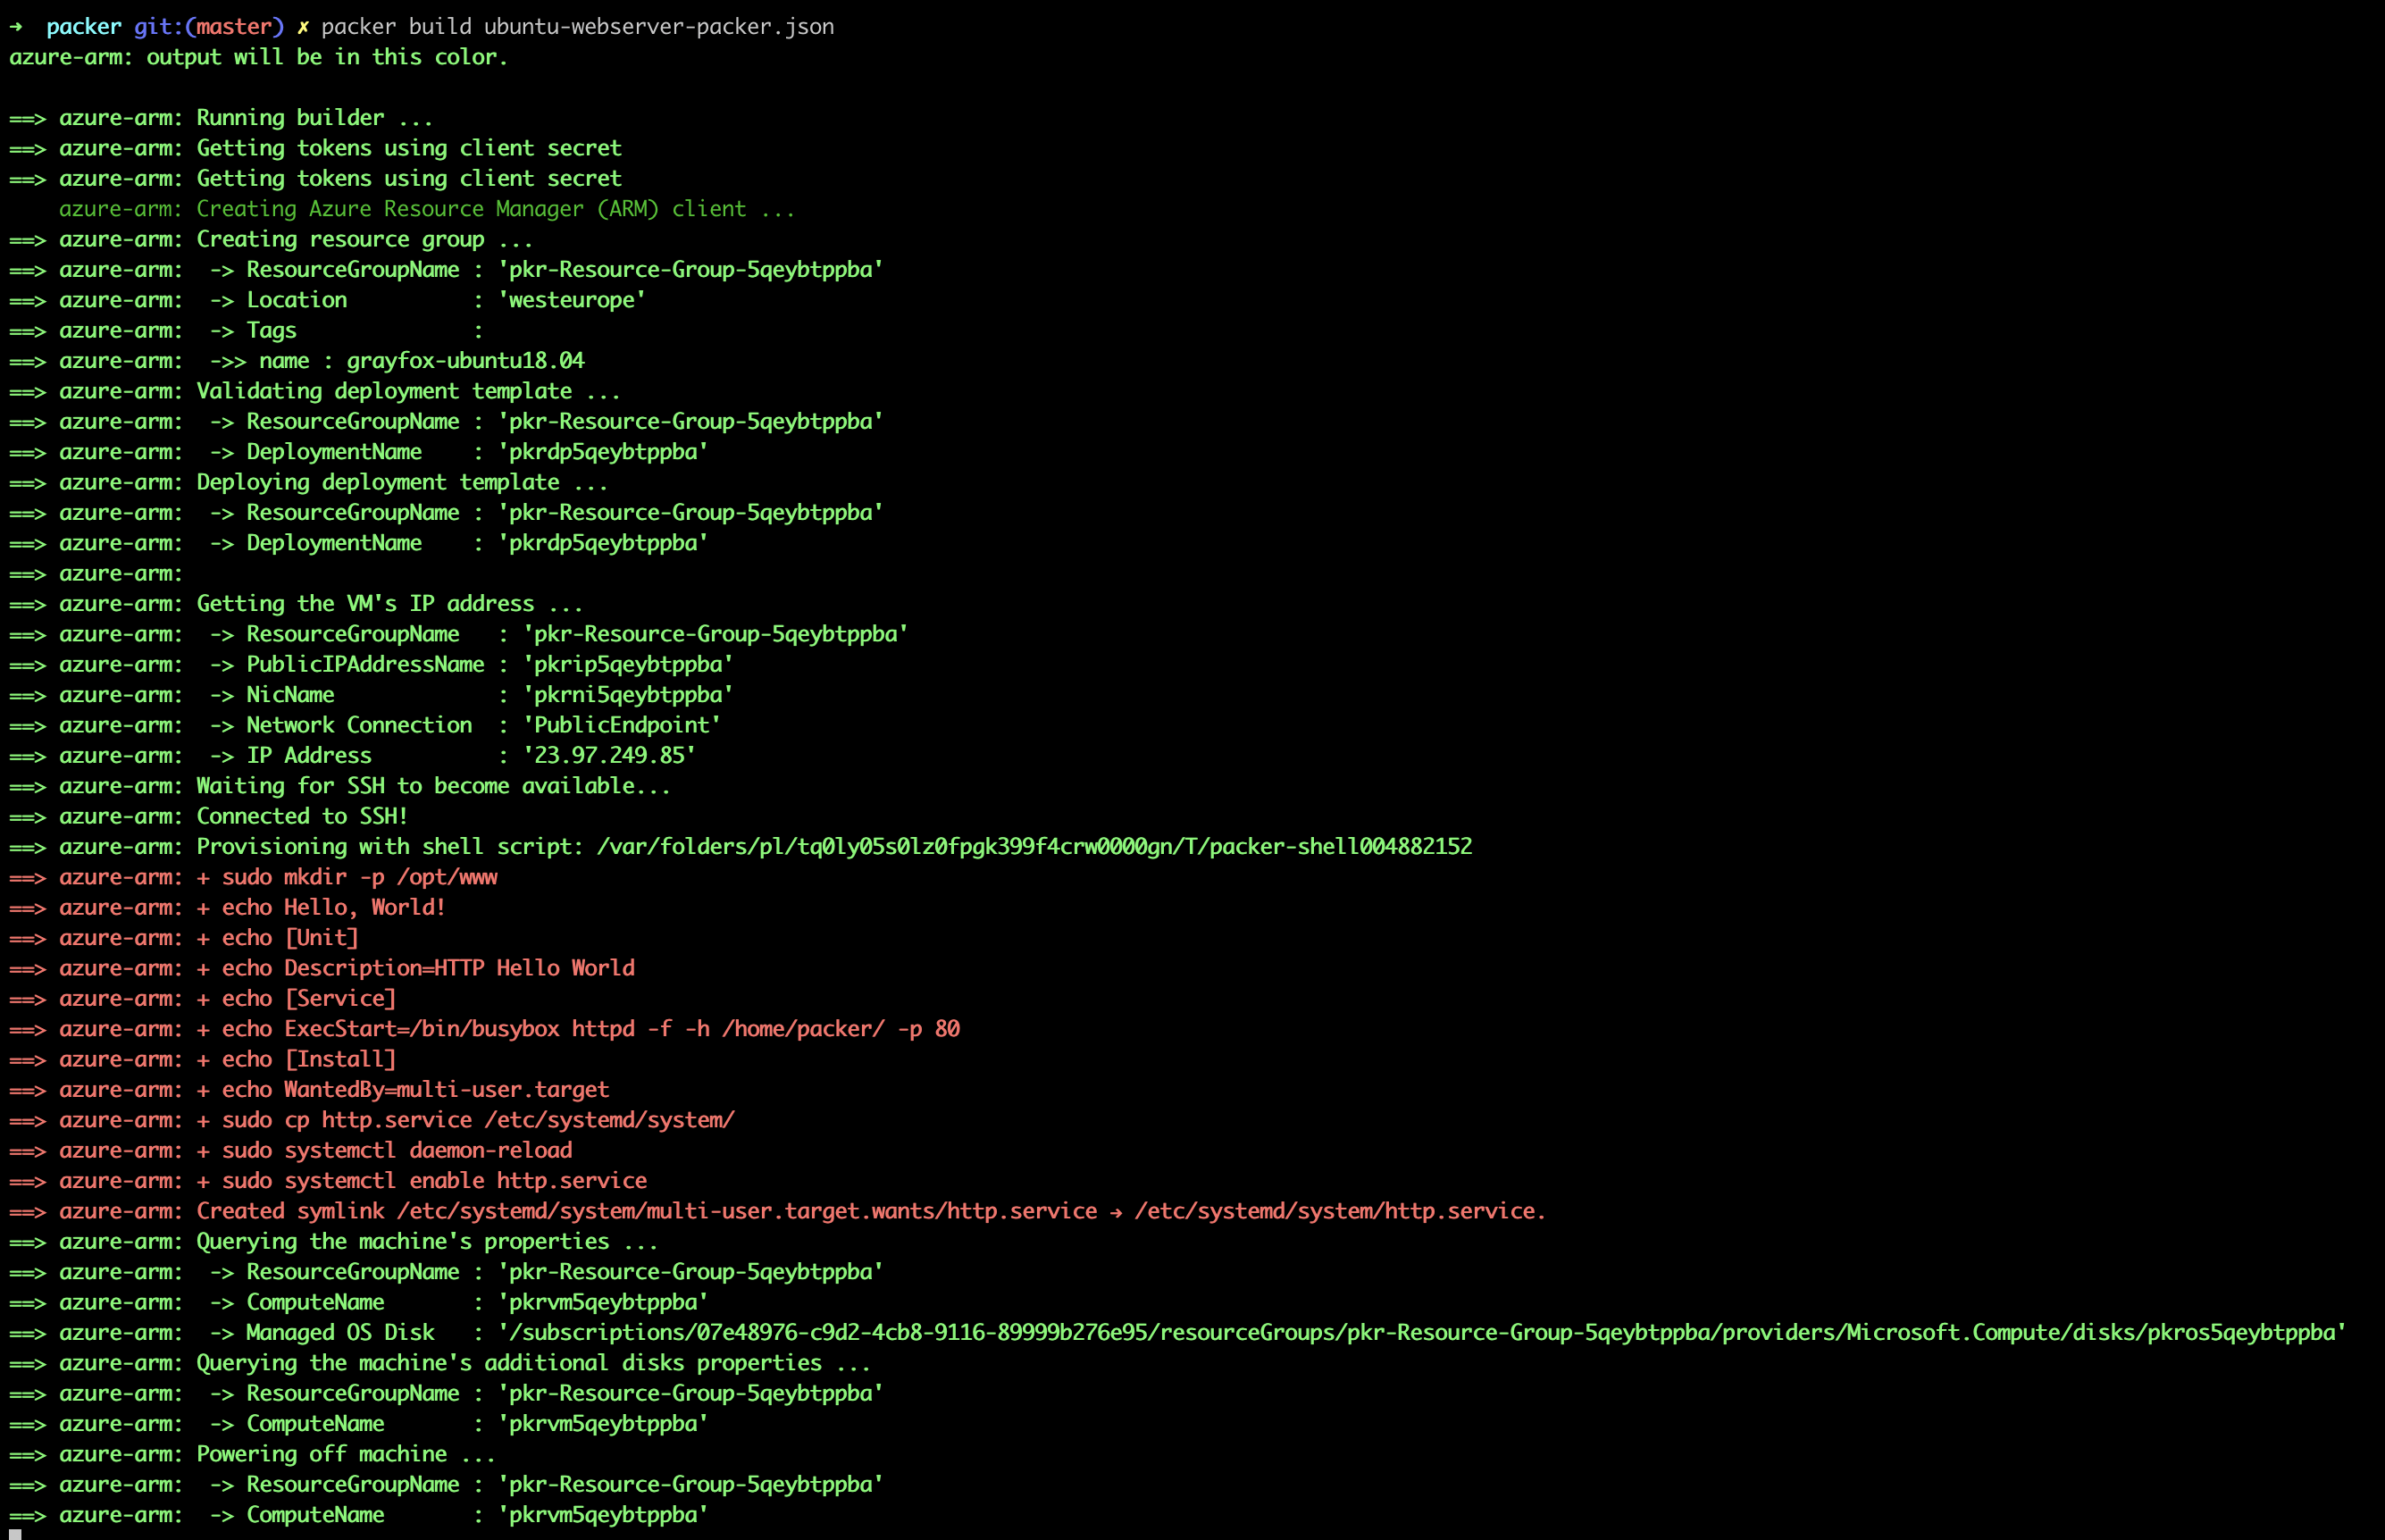 ➜  packer git:(master) ✗ packer build ubuntu-webserver-packer.json
azure-arm: output will be in this color.

==> azure-arm: Running builder ...
==> azure-arm: Getting tokens using client secret
==> azure-arm: Getting tokens using client secret
    azure-arm: Creating Azure Resource Manager (ARM) client ...
==> azure-arm: Creating resource group ...
==> azure-arm:  -> ResourceGroupName : 'pkr-Resource-Group-5qeybtppba'
==> azure-arm:  -> Location          : 'westeurope'
==> azure-arm:  -> Tags              :
==> azure-arm:  ->> name : grayfox-ubuntu18.04
==> azure-arm: Validating deployment template ...
==> azure-arm:  -> ResourceGroupName : 'pkr-Resource-Group-5qeybtppba'
==> azure-arm:  -> DeploymentName    : 'pkrdp5qeybtppba'
==> azure-arm: Deploying deployment template ...
==> azure-arm:  -> ResourceGroupName : 'pkr-Resource-Group-5qeybtppba'
==> azure-arm:  -> DeploymentName    : 'pkrdp5qeybtppba'
==> azure-arm:
==> azure-arm: Getting the VM's IP address ...
==> azure-arm:  -> ResourceGroupName   : 'pkr-Resource-Group-5qeybtppba'
==> azure-arm:  -> PublicIPAddressName : 'pkrip5qeybtppba'
==> azure-arm:  -> NicName             : 'pkrni5qeybtppba'
==> azure-arm:  -> Network Connection  : 'PublicEndpoint'
==> azure-arm:  -> IP Address          : '23.97.249.85'
==> azure-arm: Waiting for SSH to become available...
==> azure-arm: Connected to SSH!
==> azure-arm: Provisioning with shell script: /var/folders/pl/tq0ly05s0lz0fpgk399f4crw0000gn/T/packer-shell004882152
==> azure-arm: + sudo mkdir -p /opt/www
==> azure-arm: + echo Hello, World!
==> azure-arm: + echo [Unit]
==> azure-arm: + echo Description=HTTP Hello World
==> azure-arm: + echo [Service]
==> azure-arm: + echo ExecStart=/bin/busybox httpd -f -h /home/packer/ -p 80
==> azure-arm: + echo [Install]
==> azure-arm: + echo WantedBy=multi-user.target
==> azure-arm: + sudo cp http.service /etc/systemd/system/
==> azure-arm: + sudo systemctl daemon-reload
==> azure-arm: + sudo systemctl enable http.service
==> azure-arm: Created symlink /etc/systemd/system/multi-user.target.wants/http.service → /etc/systemd/system/http.service.
==> azure-arm: Querying the machine's properties ...
==> azure-arm:  -> ResourceGroupName : 'pkr-Resource-Group-5qeybtppba'
==> azure-arm:  -> ComputeName       : 'pkrvm5qeybtppba'
==> azure-arm:  -> Managed OS Disk   : '/subscriptions/07e48976-c9d2-4cb8-9116-89999b276e95/resourceGroups/pkr-Resource-Group-5qeybtppba/providers/Microsoft.Compute/disks/pkros5qeybtppba'
==> azure-arm: Querying the machine's additional disks properties ...
==> azure-arm:  -> ResourceGroupName : 'pkr-Resource-Group-5qeybtppba'
==> azure-arm:  -> ComputeName       : 'pkrvm5qeybtppba'
==> azure-arm: Powering off machine ...
==> azure-arm:  -> ResourceGroupName : 'pkr-Resource-Group-5qeybtppba'
==> azure-arm:  -> ComputeName       : 'pkrvm5qeybtppba'